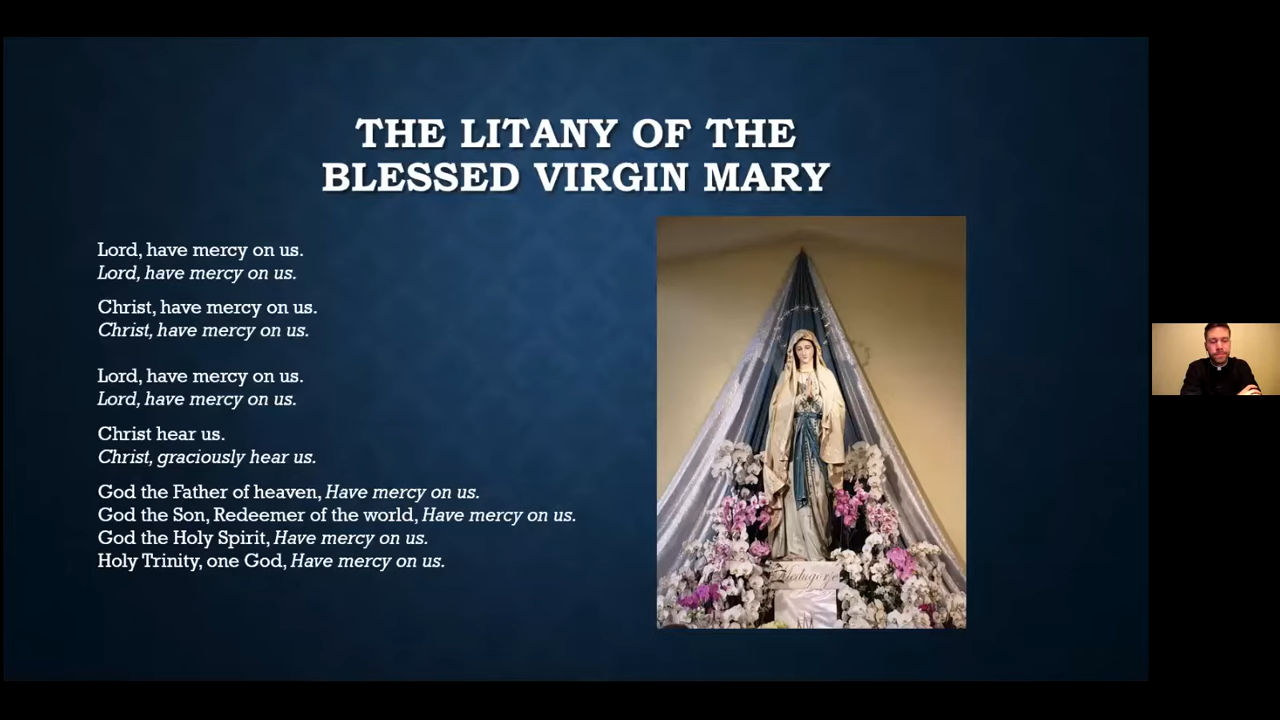 THE LITANY OF THE
BLESSED VIRGIN MARY
Lord, have mercy on us.
Lord, have mercy on us.
Christ, have mercy on us.
Christ, have mercy on us.
Lord, have mercy on us.
Lord, have mercy on us.
Christ hear us.
Christ, graciously hear us.
God the Father of heaven, Have mercy on us.
God the Son, Redeemer of the world, Have mercy on us.
God the Holy Spirit, Have mercy on us.
Holy Trinity, one God, Have mercy on us.
Medugorje